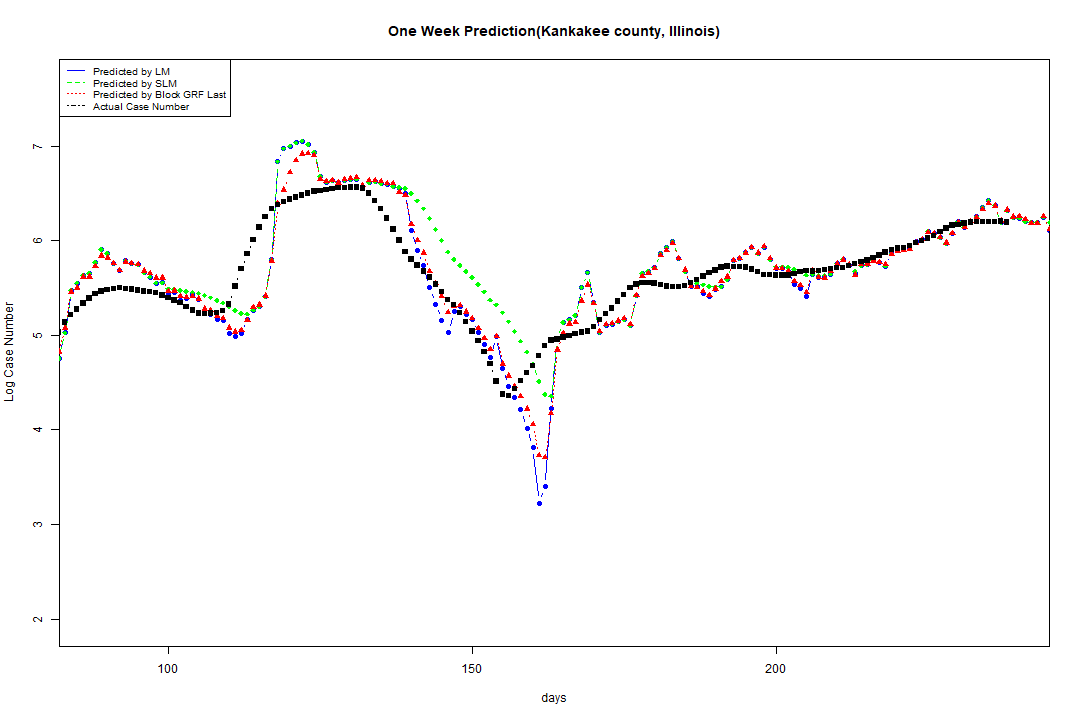 One Week Prediction(Kankakee county, Illinois)
Predicted by LM
Predicted by SLM
Predicted by Block GRF Last
Actual Case Number
7
6
5
4
3
2
Log Case Number
100 150 200
days